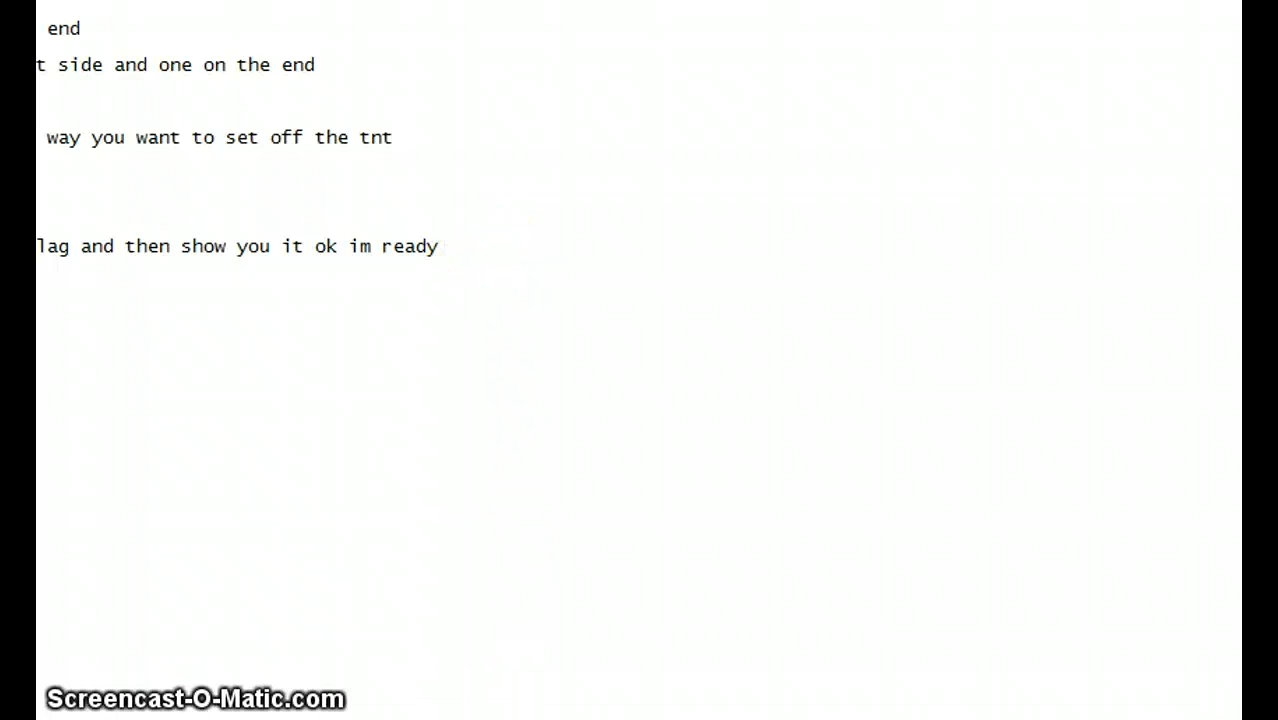 end
t side and one on the end
way you want to set off the tnt
lag and then show you it ok im ready
Screencast-O-Matic.com